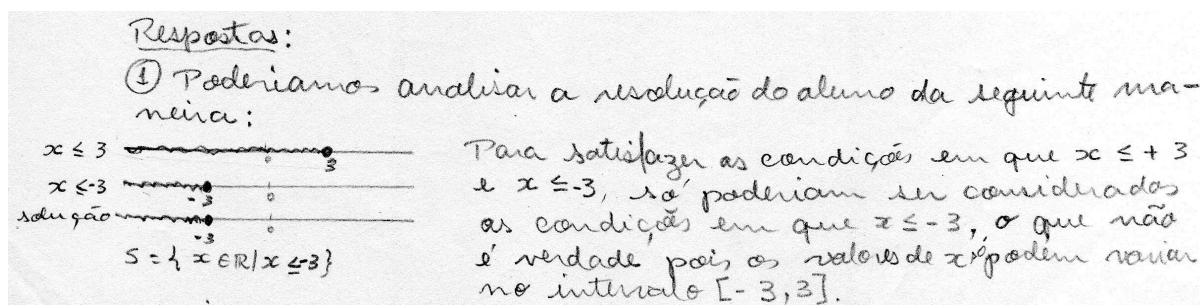 Respostas:
① Poderiamos analisar a resolução do aluno da seguinte ma-
neira:
x ≤ 3
3
x ≤ -3
-3
0
solução
-3
0
S = { x ∈ R / x ≤ -3}
Para satisfazer as condições em que x ≤ + 3
e x ≤ -3, só poderiam ser consideradas
as condições em que x ≤ -3, o que não
é verdade pois os valores de x podem variar
no intervalo [-3, 3].